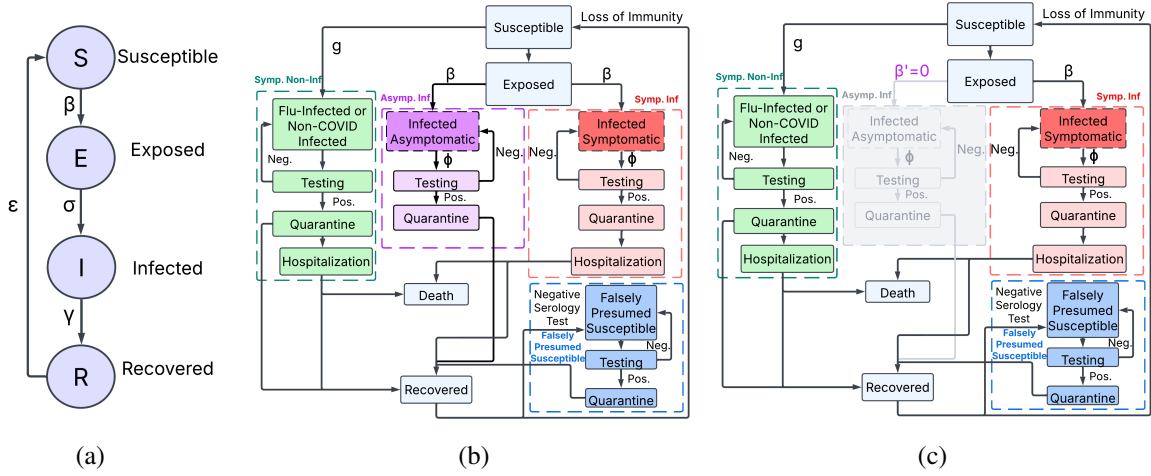 S
Susceptible
β
E
Exposed
ε
σ
I
Infected
γ
R
Recovered
(a)
Susceptible
Loss of Immunity
g
β
Exposed
β
Symp. Non-Inf
Asymp. Inf
Symp. Inf
Flu-Infected or
Non-COVID
Infected
Infected
Asymptomatic
Infected
Symptomatic
Neg.
ϕ
Neg.
Neg.
ϕ
Testing
Testing
Testing
Pos.
Pos.
Pos.
Quarantine
Quarantine
Quarantine
Hospitalization
Hospitalization
Death
Negative
Serology
Test
Falsely
Presumed
Susceptible
Falsely
Presumed
Susceptible
Neg.
Testing
Pos.
Recovered
Quarantine
(b)
Susceptible
Loss of Immunity
g
β'=0
Exposed
β
Symp. Non-Inf
Asymp. Inf
Symp. Inf
Flu-Infected or
Non-COVID
Infected
Infected
Asymptomatic
Infected
Symptomatic
Neg.
ϕ
Neg.
Neg.
ϕ
Testing
Testing
Testing
Pos.
Pos.
Pos.
Quarantine
Quarantine
Quarantine
Hospitalization
Hospitalization
Death
Negative
Serology
Test
Falsely
Presumed
Susceptible
Falsely
Presumed
Susceptible
Neg.
Testing
Pos.
Recovered
Quarantine
(c)